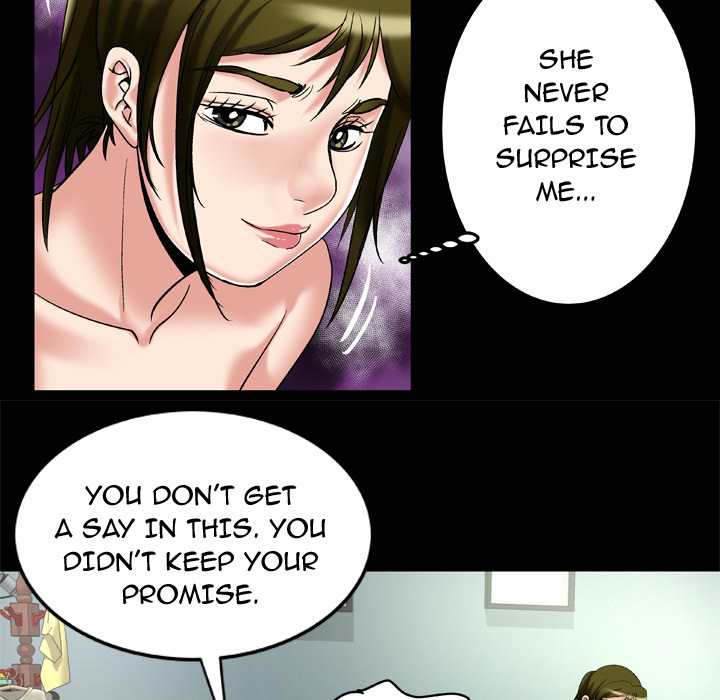 SHE
NEVER
FAILS TO
SURPRISE
ME...
YOU DON'T GET
A SAY IN THIS. YOU
DIDN'T KEEP YOUR
PROMISE.